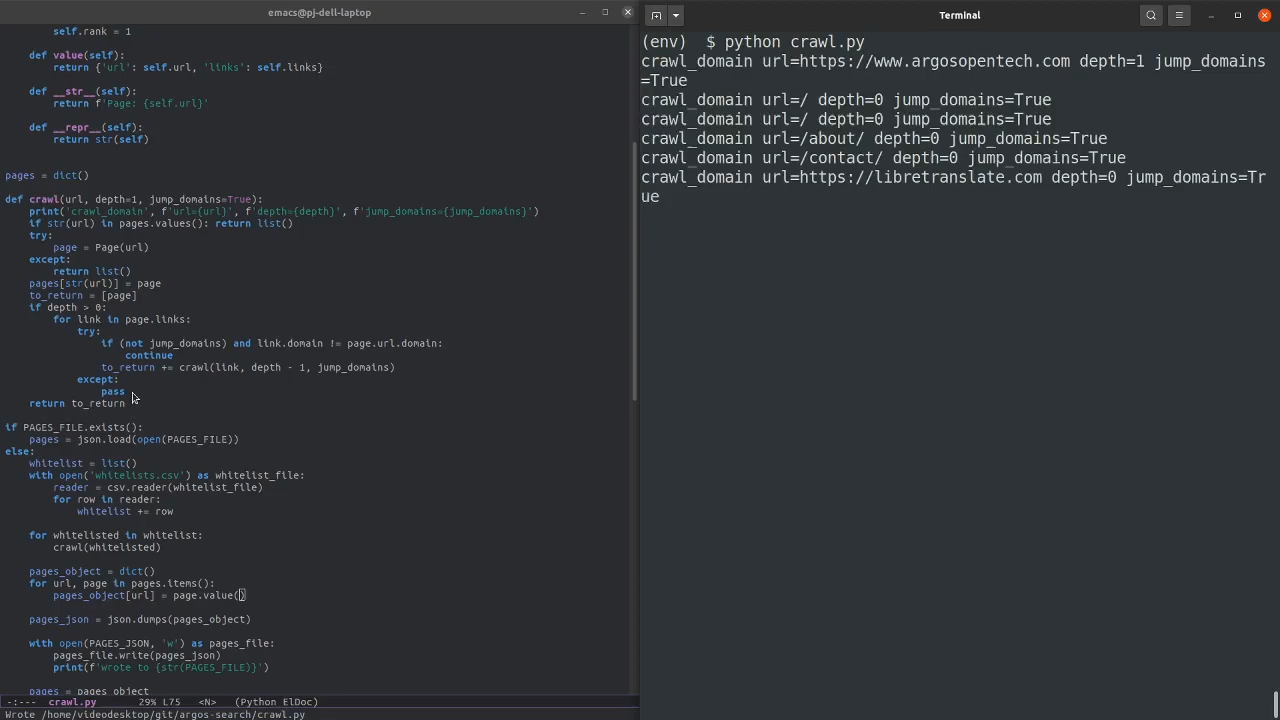 emacs@pj-dell-laptop
self.rank = 1
def value(self):
return {'url': self.url, 'links': self.links}
def __str__(self):
return f'Page: {self.url}'
def __repr__(self):
return str(self)
pages = dict()
def crawl(url, depth=1, jump_domains=True):
print('crawl_domain', f'url={url}', f'depth={depth}', f'jump_domains={jump_domains}')
if str(url) in pages.values(): return list()
try:
page = Page(url)
except:
return list()
pages[str(url)] = page
to_return = [page]
if depth > 0:
for link in page.links:
try:
if (not jump_domains) and link.domain != page.url.domain:
continue
to_return += crawl(link, depth - 1, jump_domains)
except:
pass
return to_return
if PAGES_FILE.exists():
pages = json.load(open(PAGES_FILE))
else:
whitelist = list()
with open('whitelists.csv') as whitelist_file:
reader = csv.reader(whitelist_file)
for row in reader:
whitelist += row
for whitelisted in whitelist:
crawl(whitelisted)
pages_object = dict()
for url, page in pages.items():
pages_object[url] = page.value()
pages_json = json.dumps(pages_object)
with open(PAGES_JSON, 'w') as pages_file:
pages_file.write(pages_json)
print(f'wrote to {str(PAGES_FILE)}')
pages = pages_object
-:--- crawl.py 29% L75 <N> (Python ElDoc)
Wrote /home/videodesktop/git/argos-search/crawl.py
Terminal
(env) $ python crawl.py
crawl_domain url=https://www.argosopentech.com depth=1 jump_domains
=True
crawl_domain url=/ depth=0 jump_domains=True
crawl_domain url=/ depth=0 jump_domains=True
crawl_domain url=/about/ depth=0 jump_domains=True
crawl_domain url=/contact/ depth=0 jump_domains=True
crawl_domain url=https://libretranslate.com depth=0 jump_domains=Tr
ue